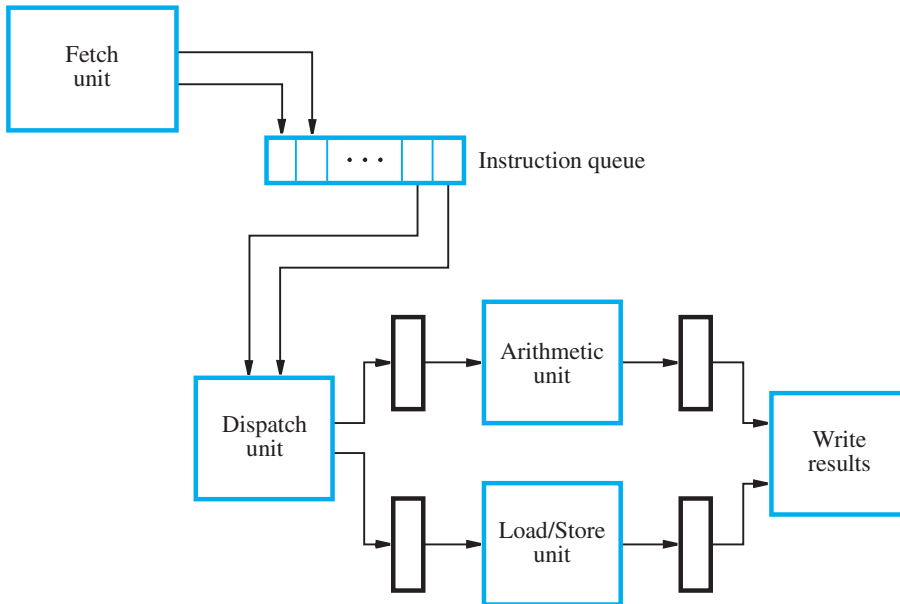 Fetch
unit
. . .
Instruction queue
Arithmetic
unit
Dispatch
unit
Write
results
Load/Store
unit